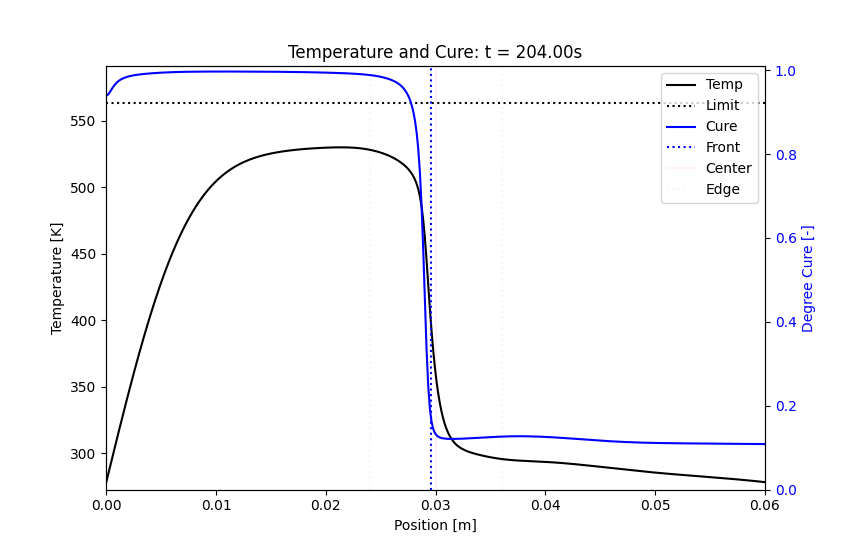 Temperature and Cure: t = 204.00s
Temperature [K]
550
500
450
400
350
300
Temp
Limit
Cure
Front
Center
Edge
1.0
0.8
0.6
0.4
0.2
0.0
Degree Cure [-]
0.00 0.01 0.02 0.03 0.04 0.05 0.06
Position [m]